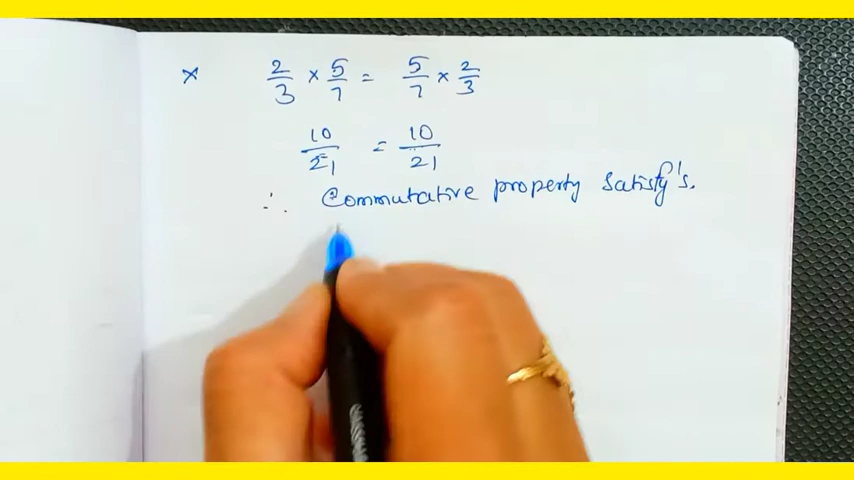 × 2/3 × 5/7 = 5/7 × 2/3
10/21 = 10/21
∴ Commutative property satisfy's.